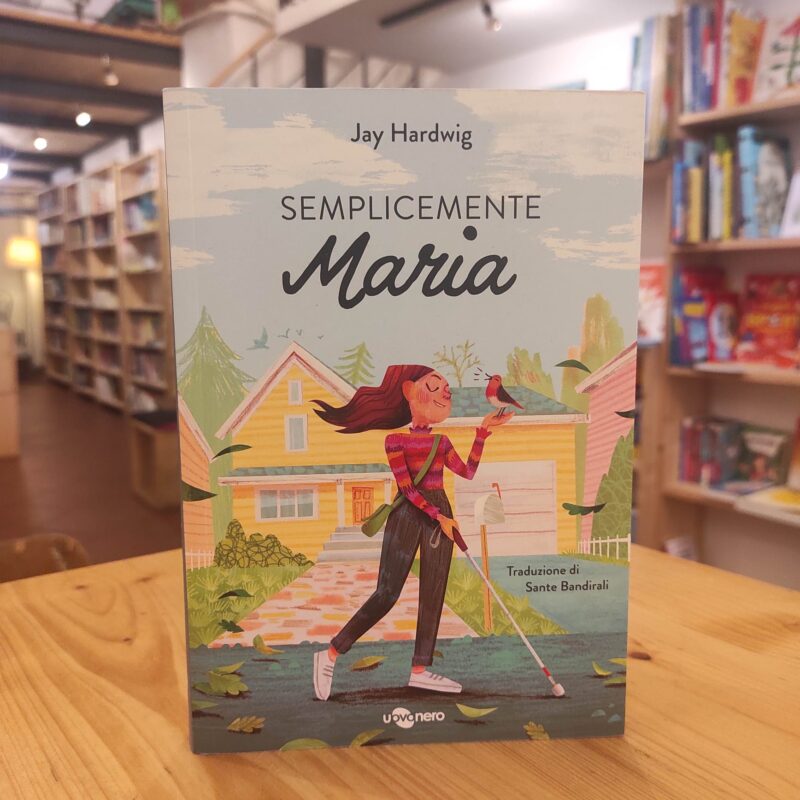 Jay Hardwig
SEMPLICEMENTE
Maria
Traduzione di
Sante Bandirali
uovonero